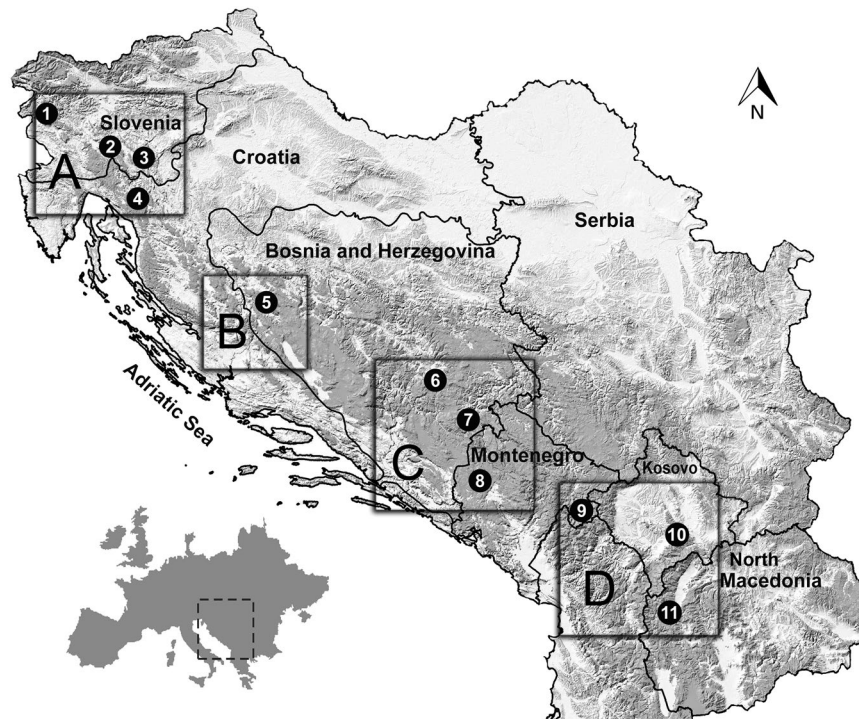 N
1
Slovenia
2
3
A
4
Croatia
Serbia
Bosnia and Herzegovina
5
B
Adriatic Sea
6
7
C
Montenegro
8
Kosovo
9
10
North
Macedonia
D
11